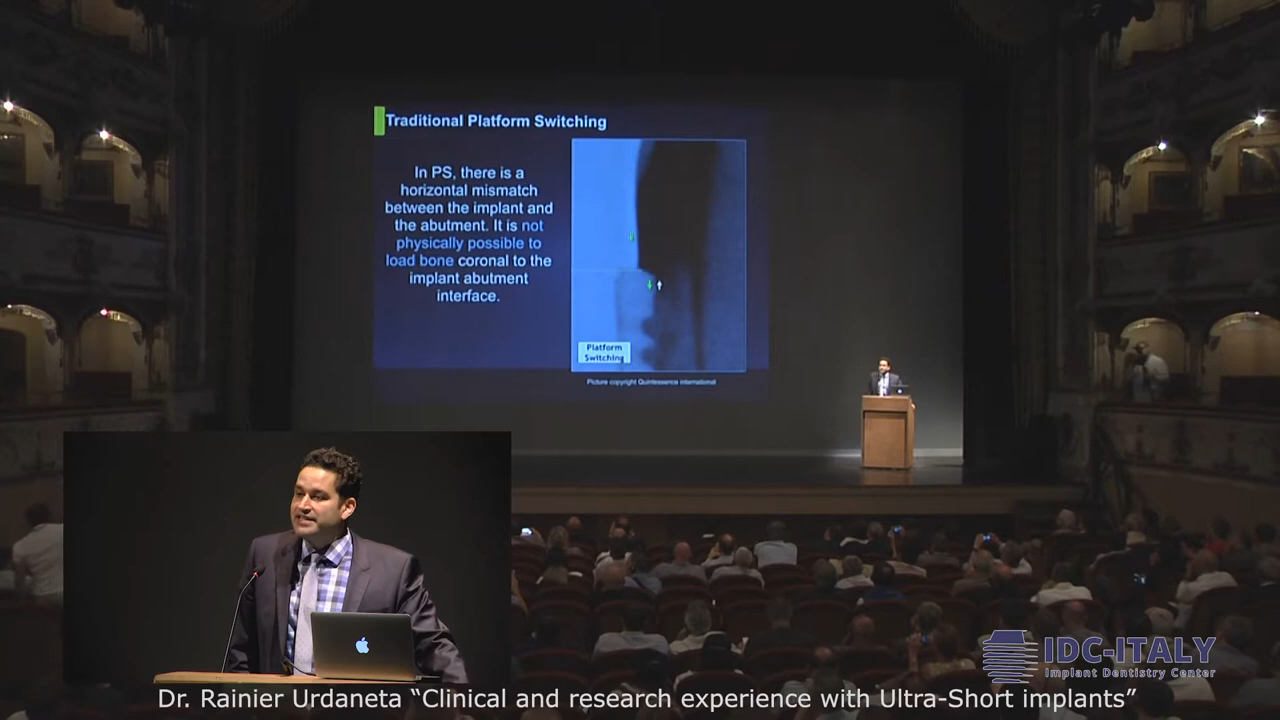 Traditional Platform Switching
In PS, there is a
horizontal mismatch
between the implant and
the abutment. It is not
physically possible to
load bone coronal to the
implant abutment
interface.
Platform
Switching
Picture copyright Quintessence international
IDC-ITALY
Implant Dentistry Center
Dr. Rainier Urdaneta “Clinical and research experience with Ultra-Short implants”